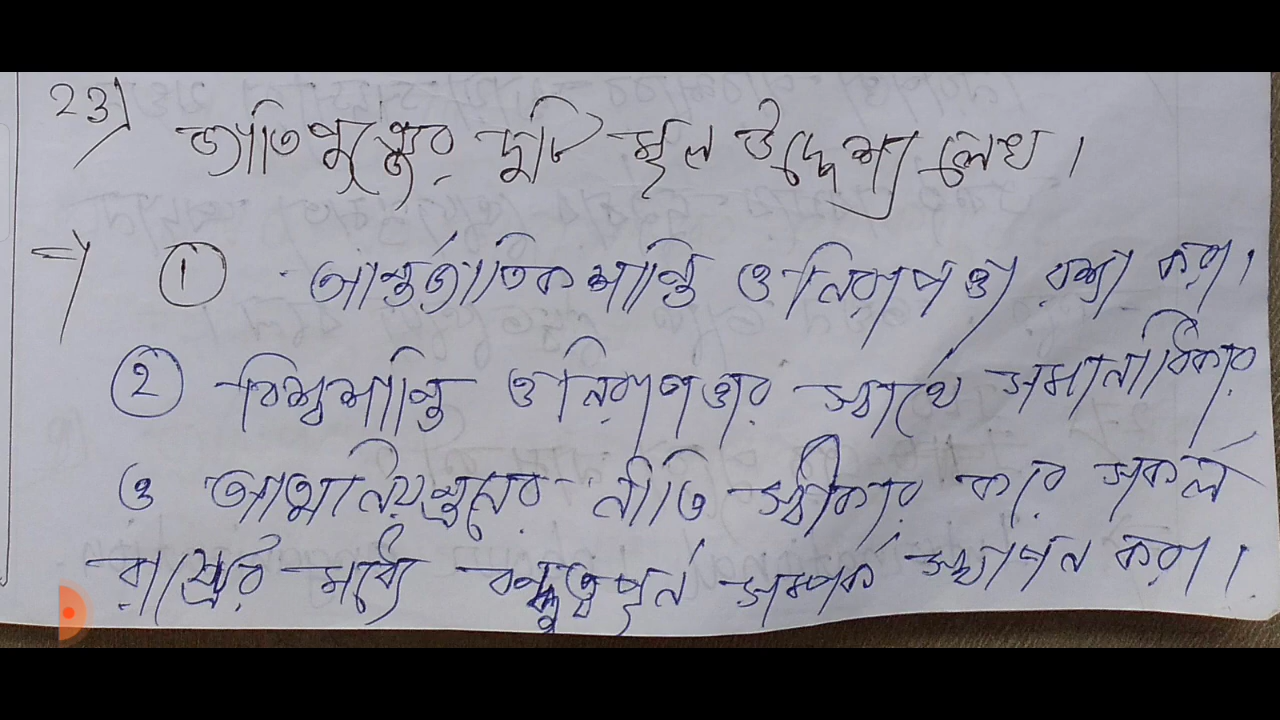 23)
জাতিপুঞ্জের দুটি মূল উদ্দেশ্য লেখ।
⇒ ① আন্তর্জাতিক শান্তি ও নিরাপত্তা রক্ষা করা।
② বিশ্বশান্তি ও নিরাপত্তার স্বার্থে সমানাধিকার
ও আত্মনিয়ন্ত্রনের নীতি স্বীকার করে সকল
রাষ্ট্রের মধ্যে বন্ধুত্বপূর্ন সম্পর্ক স্থাপন করা।